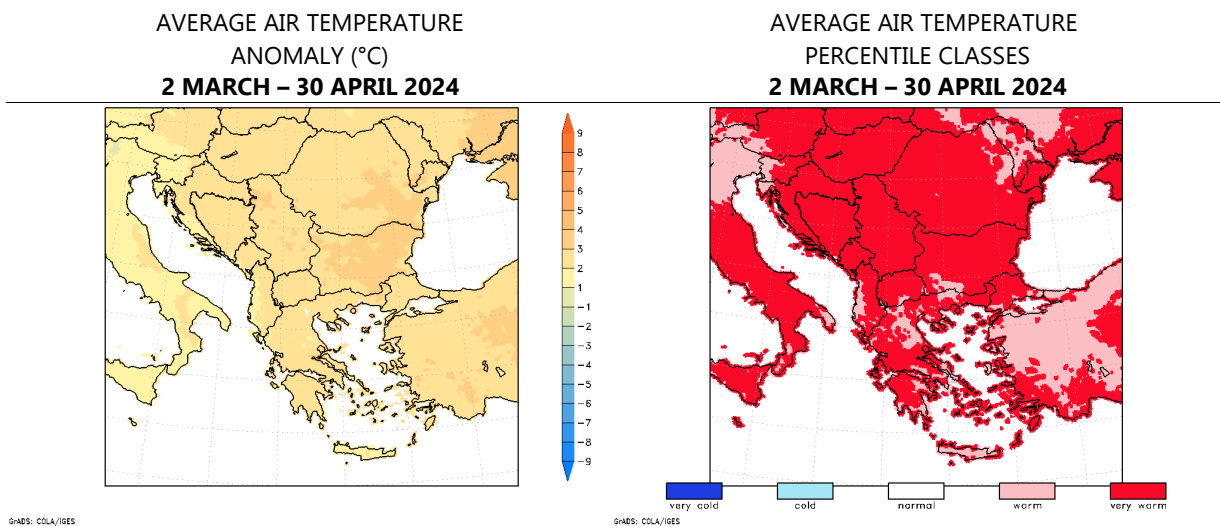 AVERAGE AIR TEMPERATURE
ANOMALY (°C)
2 MARCH – 30 APRIL 2024
9
8
7
6
5
4
3
2
1
−1
−2
−3
−4
−5
−6
−7
−8
−9
GrADS: COLA/IGES
AVERAGE AIR TEMPERATURE
PERCENTILE CLASSES
2 MARCH – 30 APRIL 2024
very cold
cold
normal
warm
very warm
GrADS: COLA/IGES